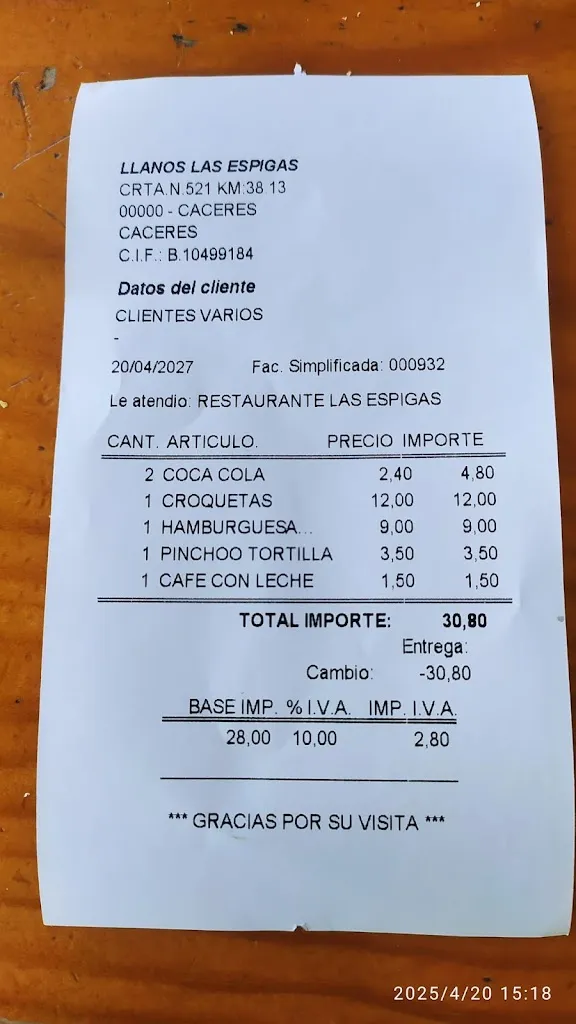 LLANOS LAS ESPIGAS
CRTA.N.521 KM:38 13
00000 - CACERES
CACERES
C.I.F.: B.10499184
Datos del cliente
CLIENTES VARIOS
-
20/04/2027 Fac. Simplificada: 000932
Le atendio: RESTAURANTE LAS ESPIGAS
CANT. ARTICULO. PRECIO IMPORTE
2 COCA COLA 2,40 4,80
1 CROQUETAS 12,00 12,00
1 HAMBURGUESA... 9,00 9,00
1 PINCHOO TORTILLA 3,50 3,50
1 CAFE CON LECHE 1,50 1,50
TOTAL IMPORTE: 30,80
Entrega:
Cambio: -30,80
BASE IMP. % I.V.A. IMP. I.V.A.
28,00 10,00 2,80
*** GRACIAS POR SU VISITA ***
2025/4/20 15:18